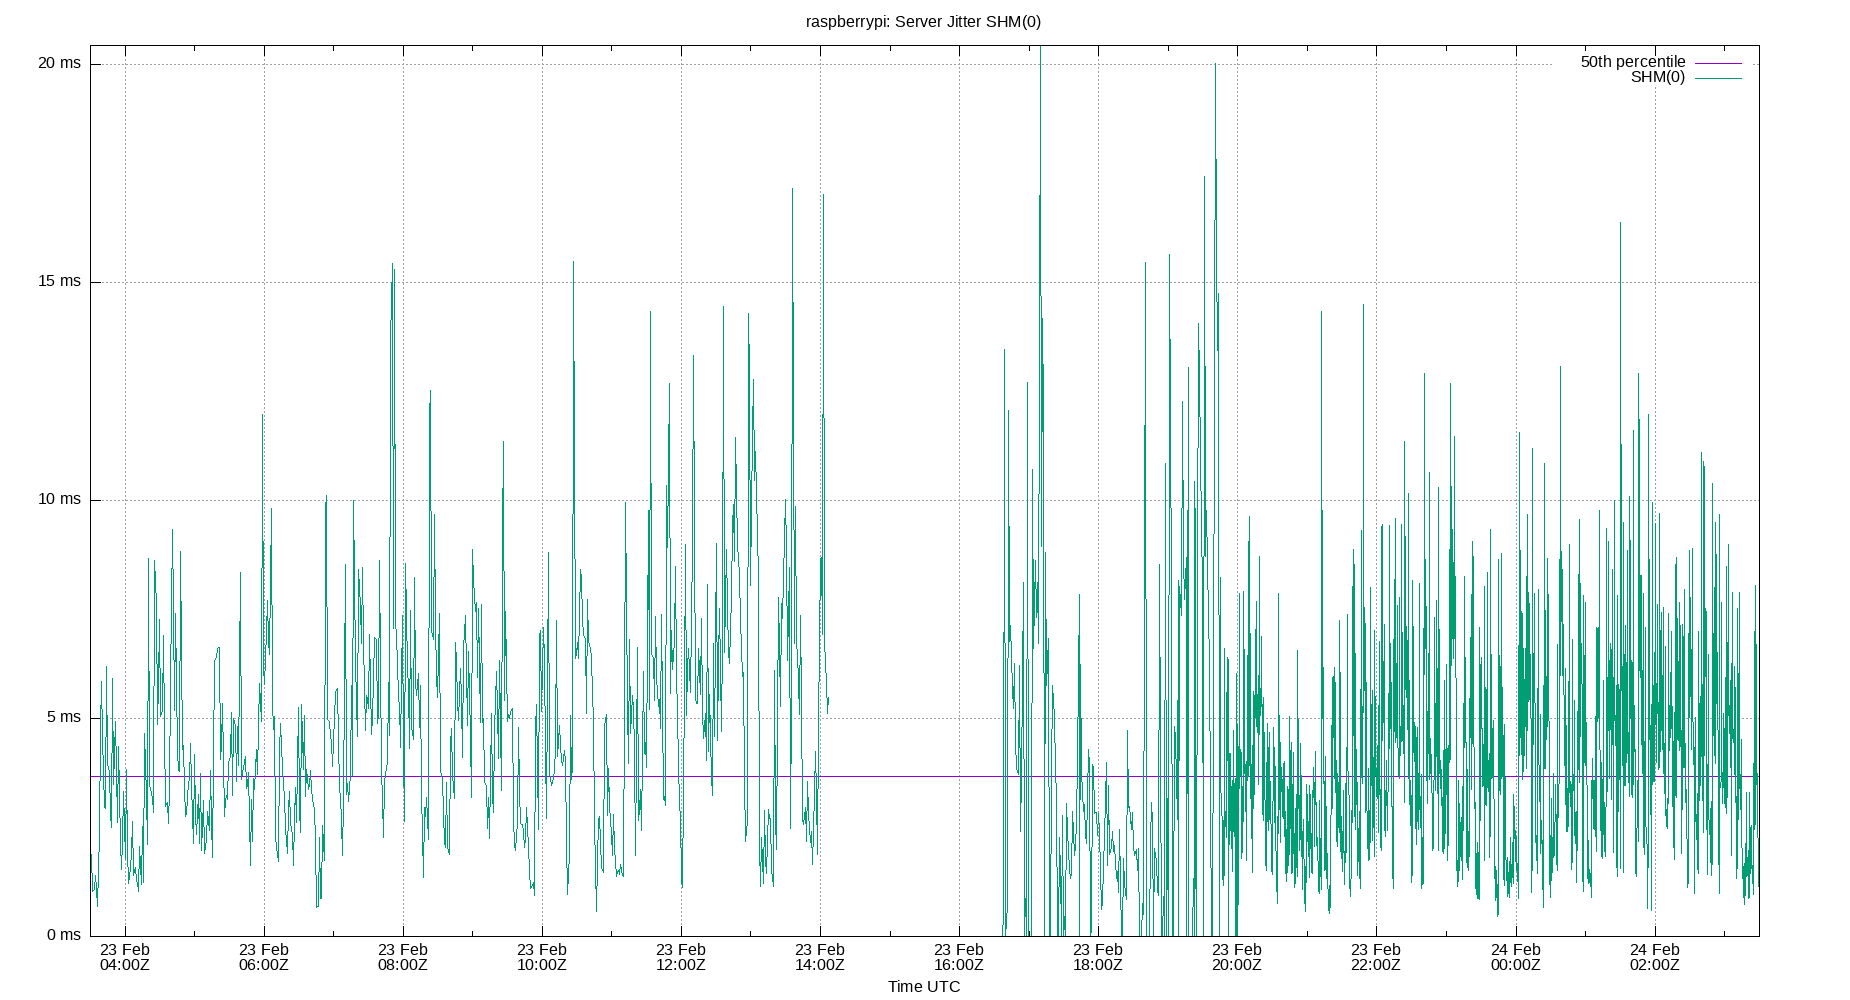 raspberrypi: Server Jitter SHM(0)
50th percentile
SHM(0)
20 ms
15 ms
10 ms
5 ms
0 ms
23 Feb 23 Feb 23 Feb 23 Feb 23 Feb 23 Feb 23 Feb 23 Feb 23 Feb 23 Feb 24 Feb 24 Feb
04:00Z 06:00Z 08:00Z 10:00Z 12:00Z 14:00Z 16:00Z 18:00Z 20:00Z 22:00Z 00:00Z 02:00Z
Time UTC